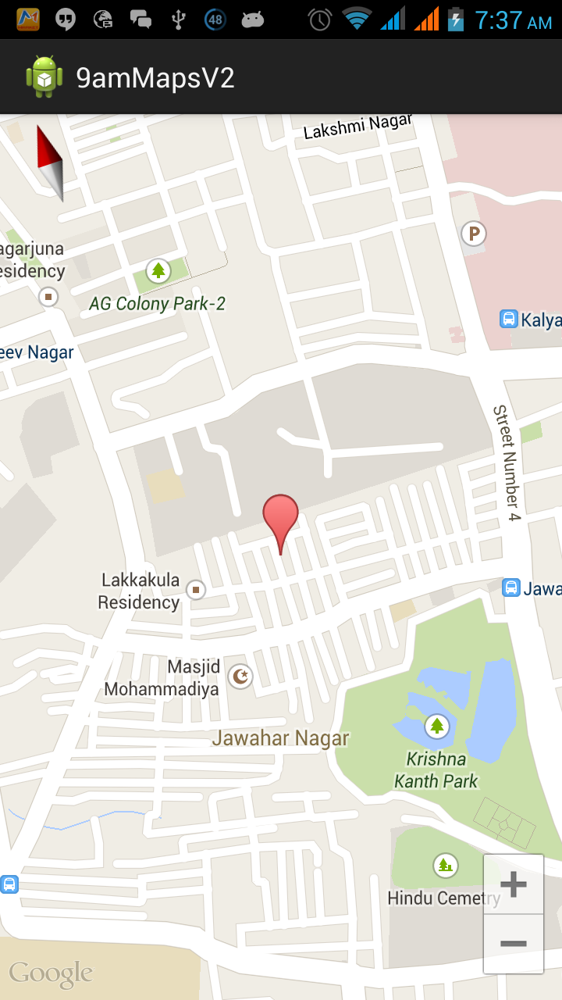 48
7:37 AM
9amMapsV2
Lakshmi Nagar
agarjuna
esidency
P
AG Colony Park-2
Kalya
eev Nagar
Street Number 4
Lakkakula
Residency
Jawa
Masjid
Mohammadiya
Jawahar Nagar
Krishna
Kanth Park
Hindu Cemetry
+
−
Google